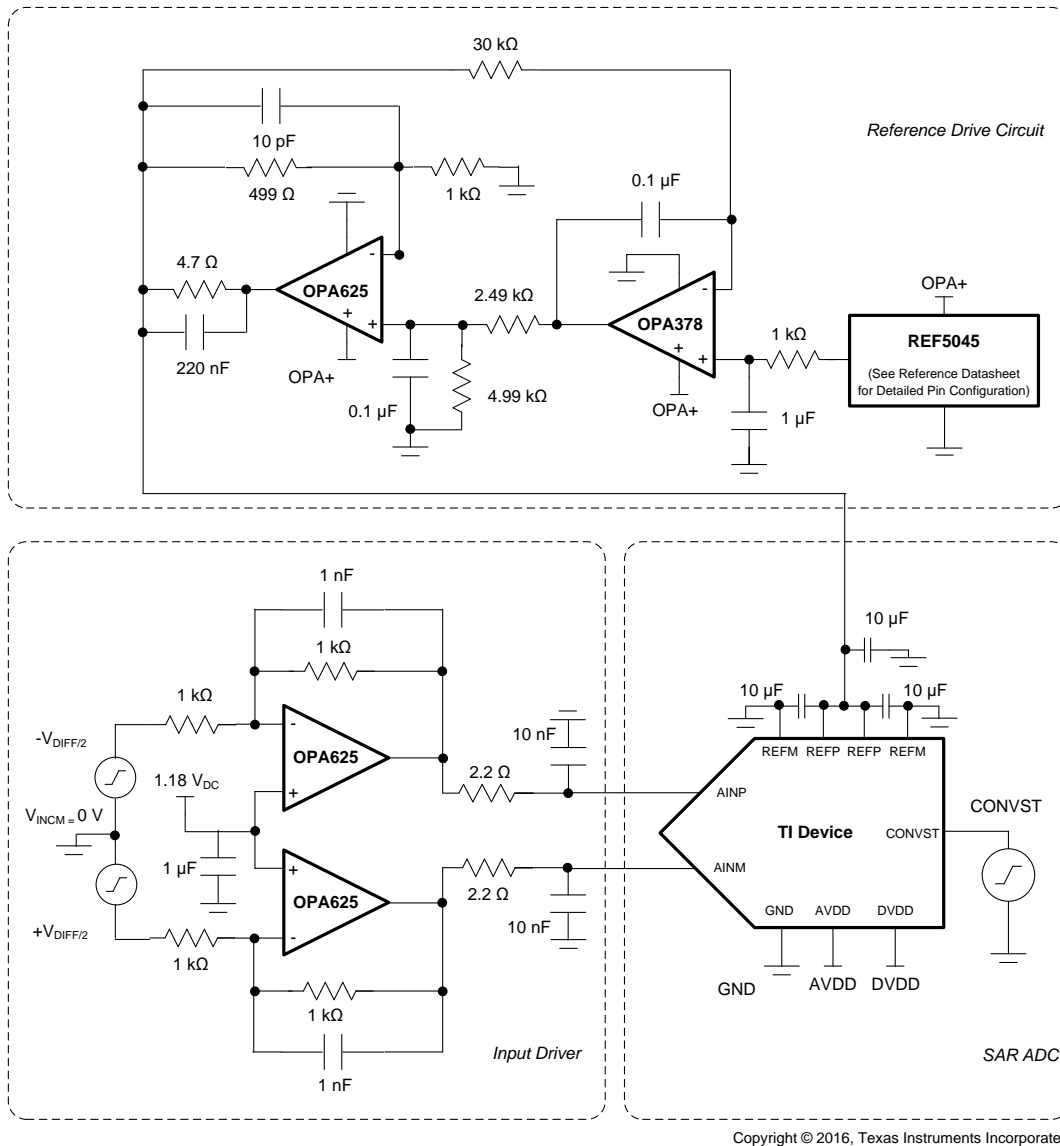 30 kΩ
Reference Drive Circuit
10 pF
499 Ω
1 kΩ
0.1 µF
4.7 Ω
-
OPA625
+
+
2.49 kΩ
-
OPA378
+
+
1 kΩ
OPA+
REF5045
(See Reference Datasheet
for Detailed Pin Configuration)
220 nF
OPA+
0.1 µF
4.99 kΩ
OPA+
1 µF
1 nF
1 kΩ
1 kΩ
-
OPA625
+
-VDIFF/2
1.18 VDC
VINCM = 0 V
1 µF
+
OPA625
-
+VDIFF/2
1 kΩ
1 kΩ
1 nF
10 nF
2.2 Ω
2.2 Ω
10 nF
Input Driver
10 µF
10 µF
10 µF
REFM REFP REFP REFM
AINP
TI Device
CONVST
CONVST
AINM
GND AVDD DVDD
GND AVDD DVDD
SAR ADC
Copyright © 2016, Texas Instruments Incorporate